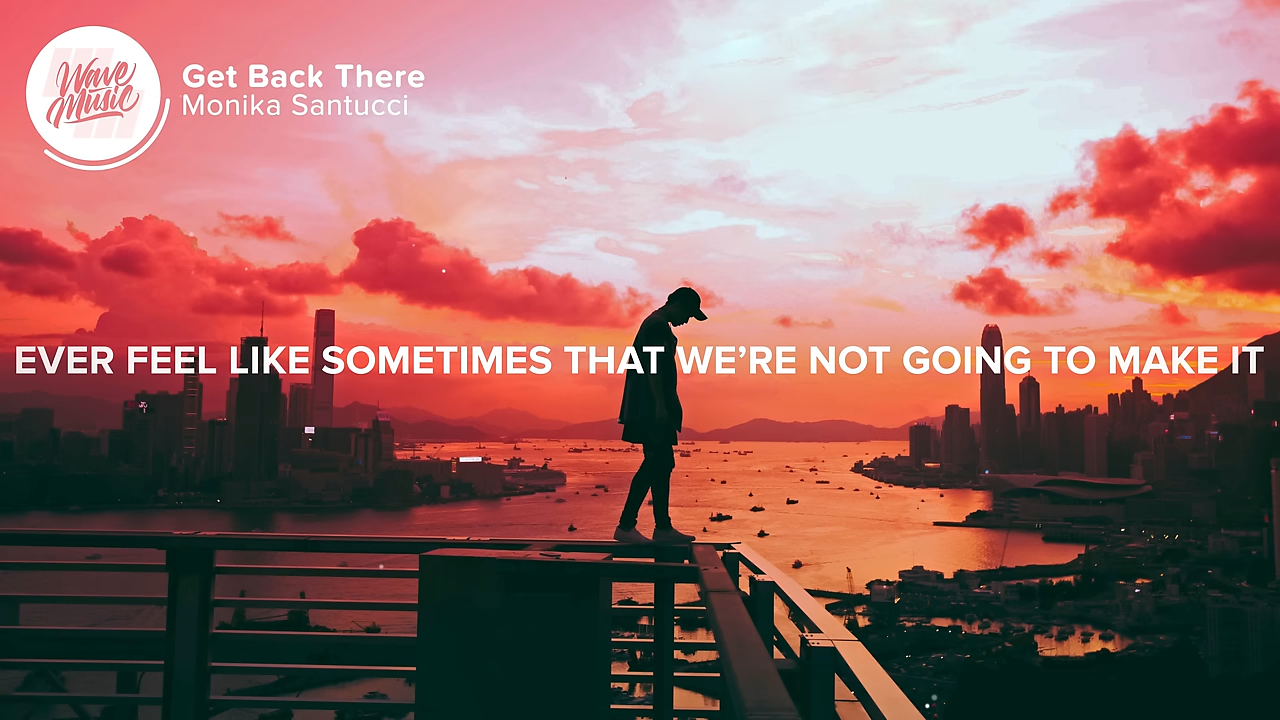 Wave
Music
Get Back There
Monika Santucci
EVER FEEL LIKE SOMETIMES THAT WE’RE NOT GOING TO MAKE IT